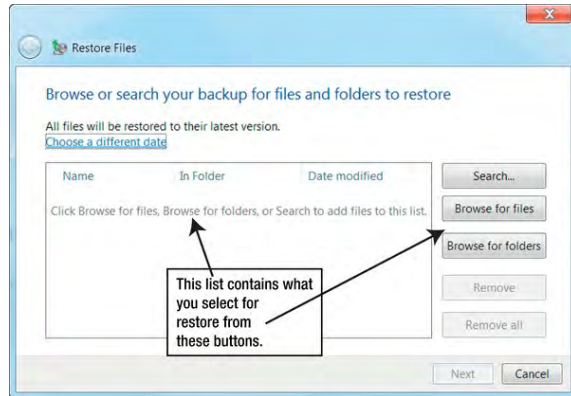 Restore Files
Browse or search your backup for files and folders to restore
All files will be restored to their latest version.
Choose a different date
Name In Folder Date modified
Click Browse for files, Browse for folders, or Search to add files to this list.
Search...
Browse for files
Browse for folders
Remove
Remove all
This list contains what
you select for
restore from
these buttons.
Next Cancel